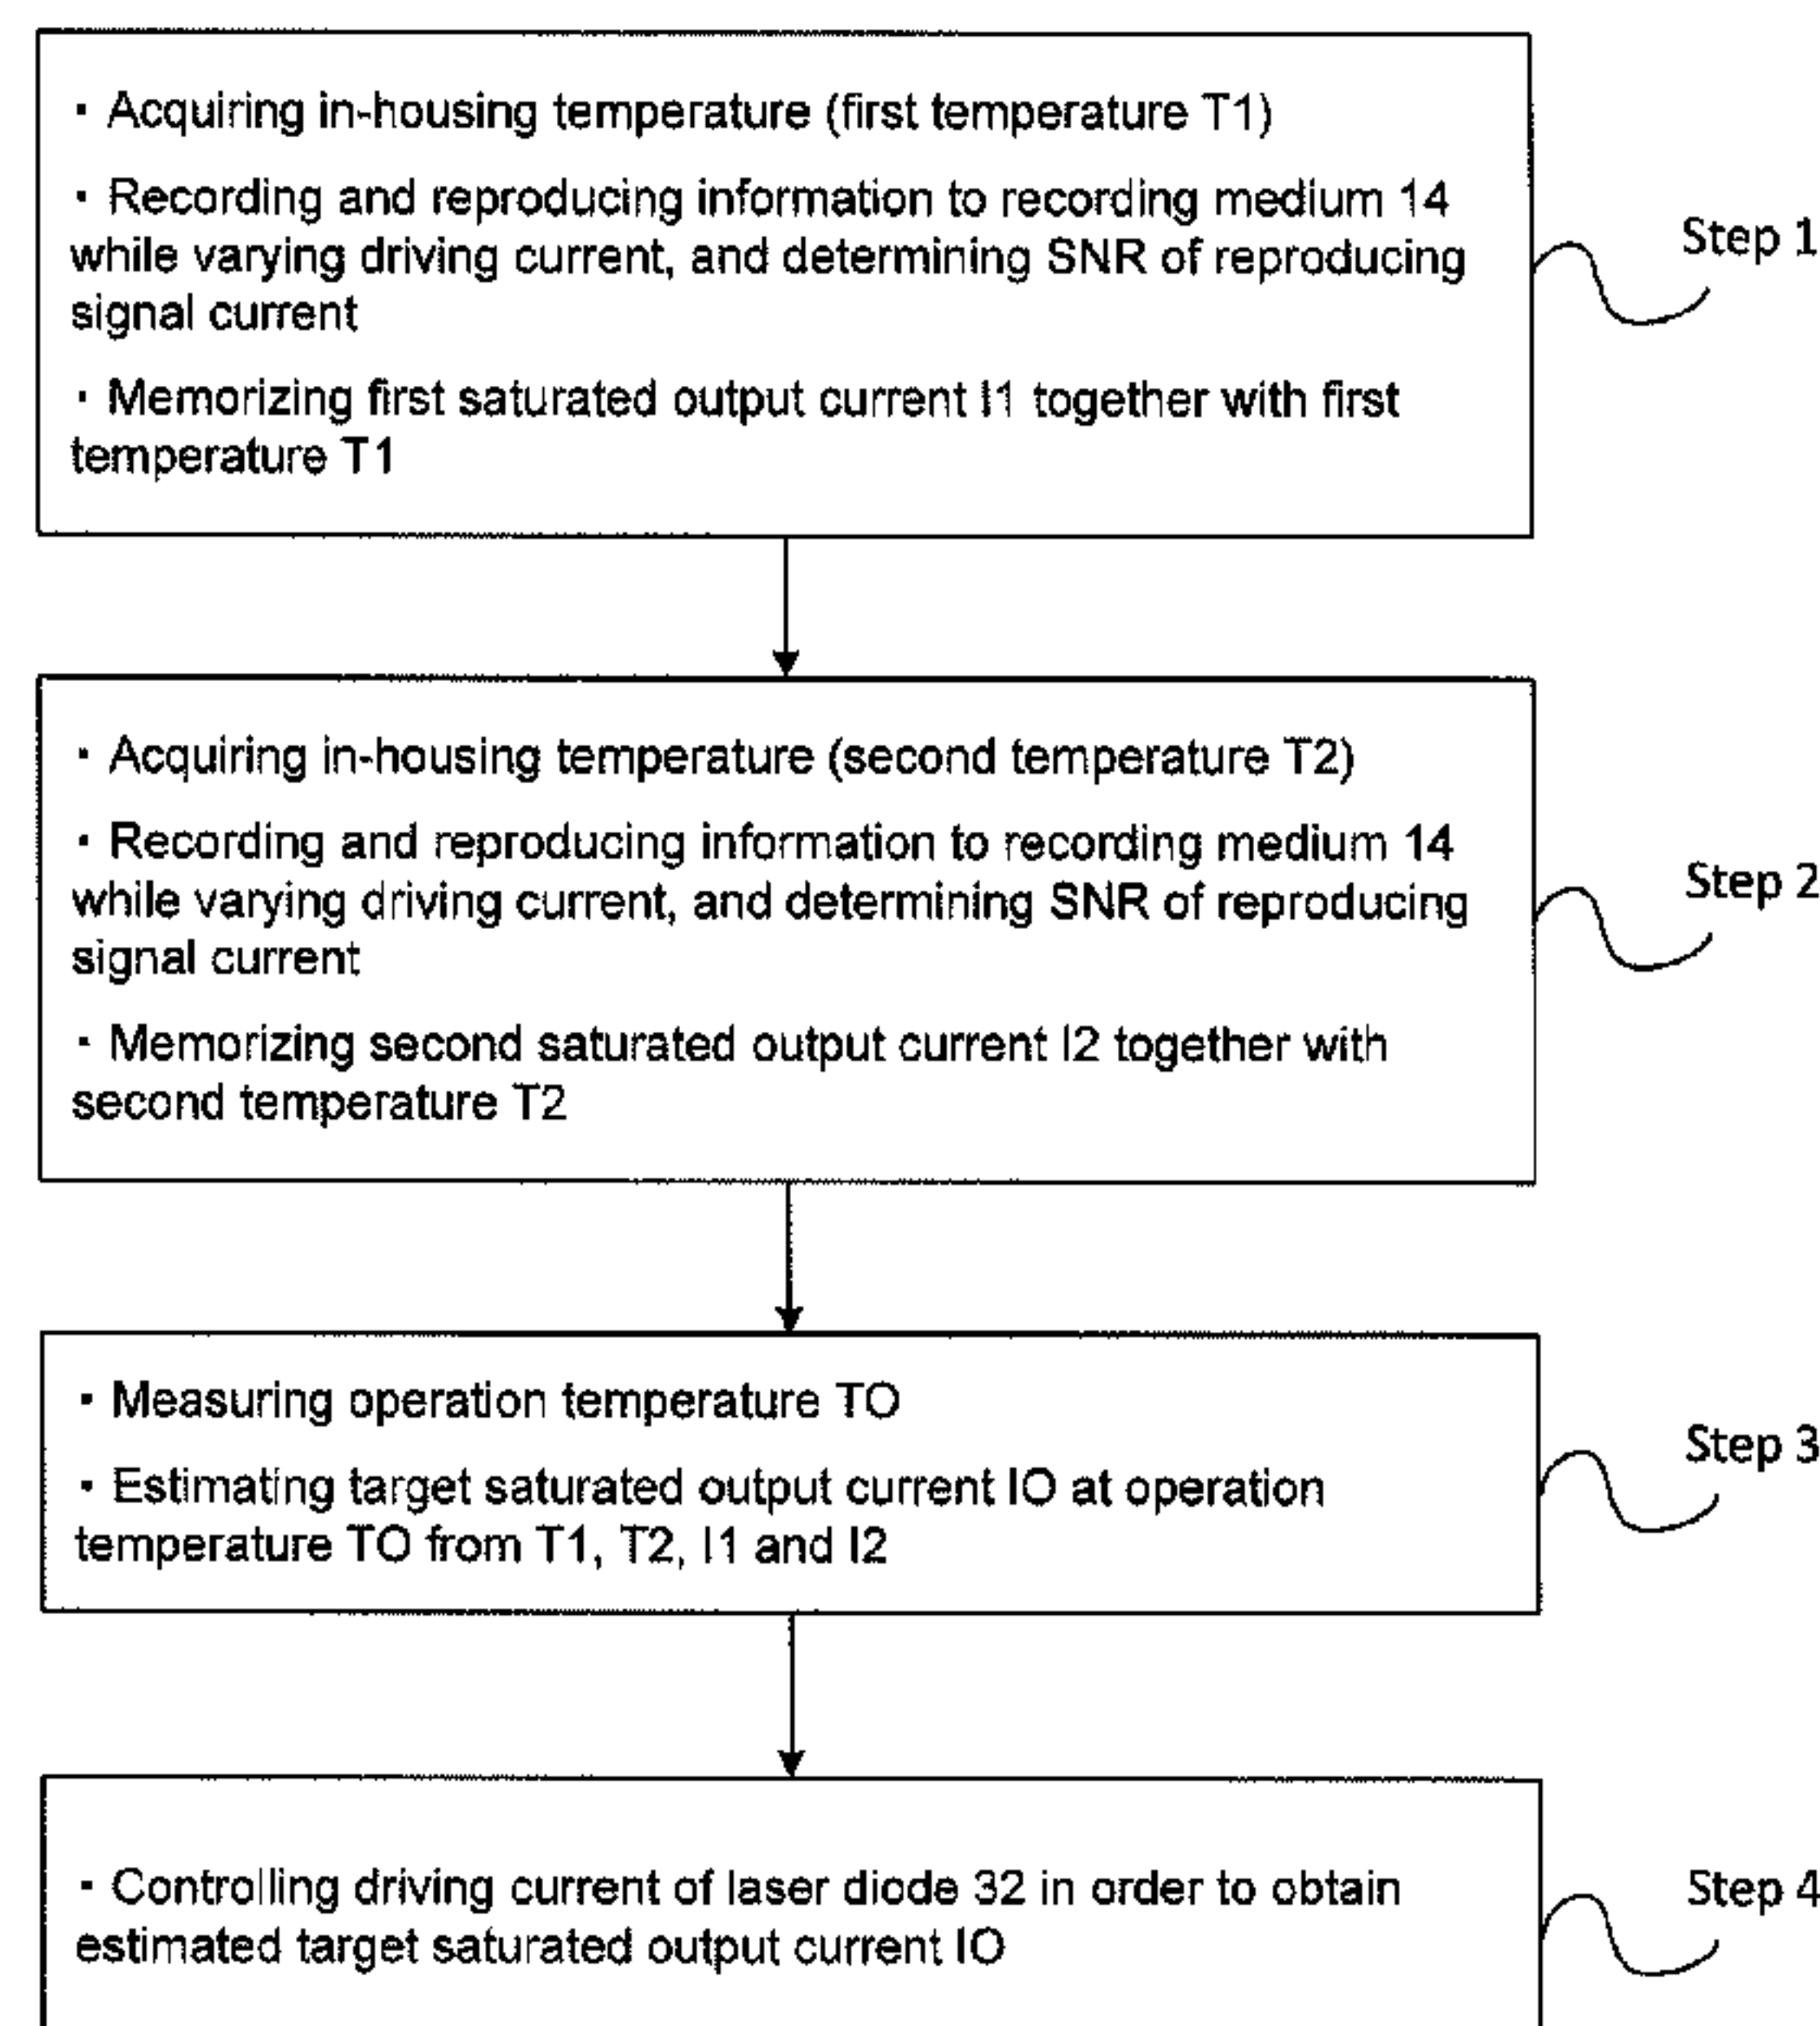 · Acquiring in-housing temperature (first temperature T1)
· Recording and reproducing information to recording medium 14
while varying driving current, and determining SNR of reproducing
signal current
· Memorizing first saturated output current I1 together with first
temperature T1
Step 1
· Acquiring in-housing temperature (second temperature T2)
· Recording and reproducing information to recording medium 14
while varying driving current, and determining SNR of reproducing
signal current
· Memorizing second saturated output current I2 together with
second temperature T2
Step 2
· Measuring operation temperature TO
· Estimating target saturated output current IO at operation
temperature TO from T1, T2, I1 and I2
Step 3
· Controlling driving current of laser diode 32 in order to obtain
estimated target saturated output current IO
Step 4